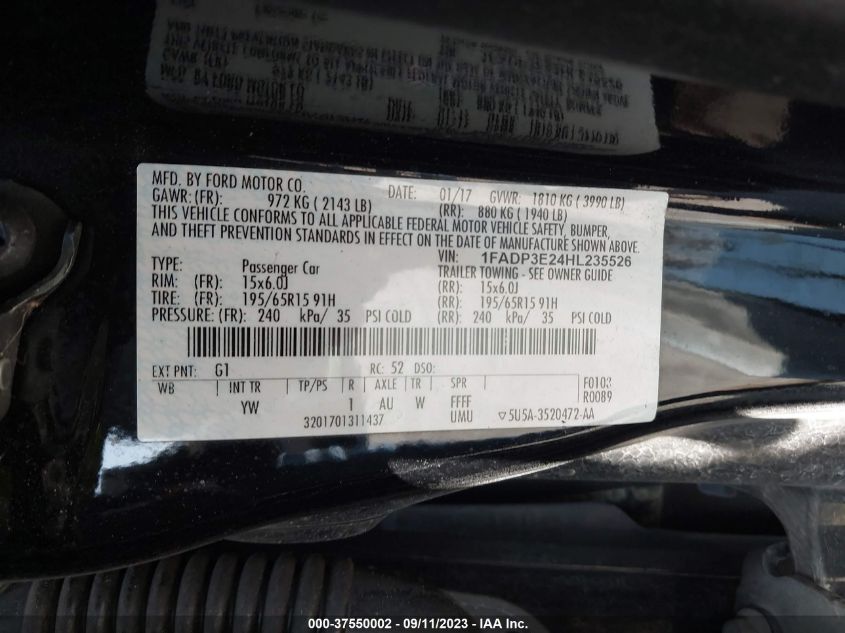 MFD. BY FORD MOTOR CO. DATE: 01/17 GVWR: 1810 KG ( 3990 LB)
GAWR: (FR): 972 KG ( 2143 LB) (RR): 880 KG ( 1940 LB)
THIS VEHICLE CONFORMS TO ALL APPLICABLE FEDERAL MOTOR VEHICLE SAFETY, BUMPER,
AND THEFT PREVENTION STANDARDS IN EFFECT ON THE DATE OF MANUFACTURE SHOWN ABOVE.
VIN: 1FADP3E24HL235526
TYPE: Passenger Car TRAILER TOWING - SEE OWNER GUIDE
RIM: (FR): 15x6.0J (RR): 15x6.0J
TIRE: (FR): 195/65R15 91H (RR): 195/65R15 91H
PRESSURE: (FR): 240 kPa/ 35 PSI COLD (RR): 240 kPa/ 35 PSI COLD
EXT PNT: G1 RC: 52 DSO: F0103
WB INT TR TP/PS R AXLE TR SPR R0089
YW 1 AU W FFFF
3201701311437 UMU ▽5U5A-3520472-AA
000-37550002 - 09/11/2023 - IAA Inc.